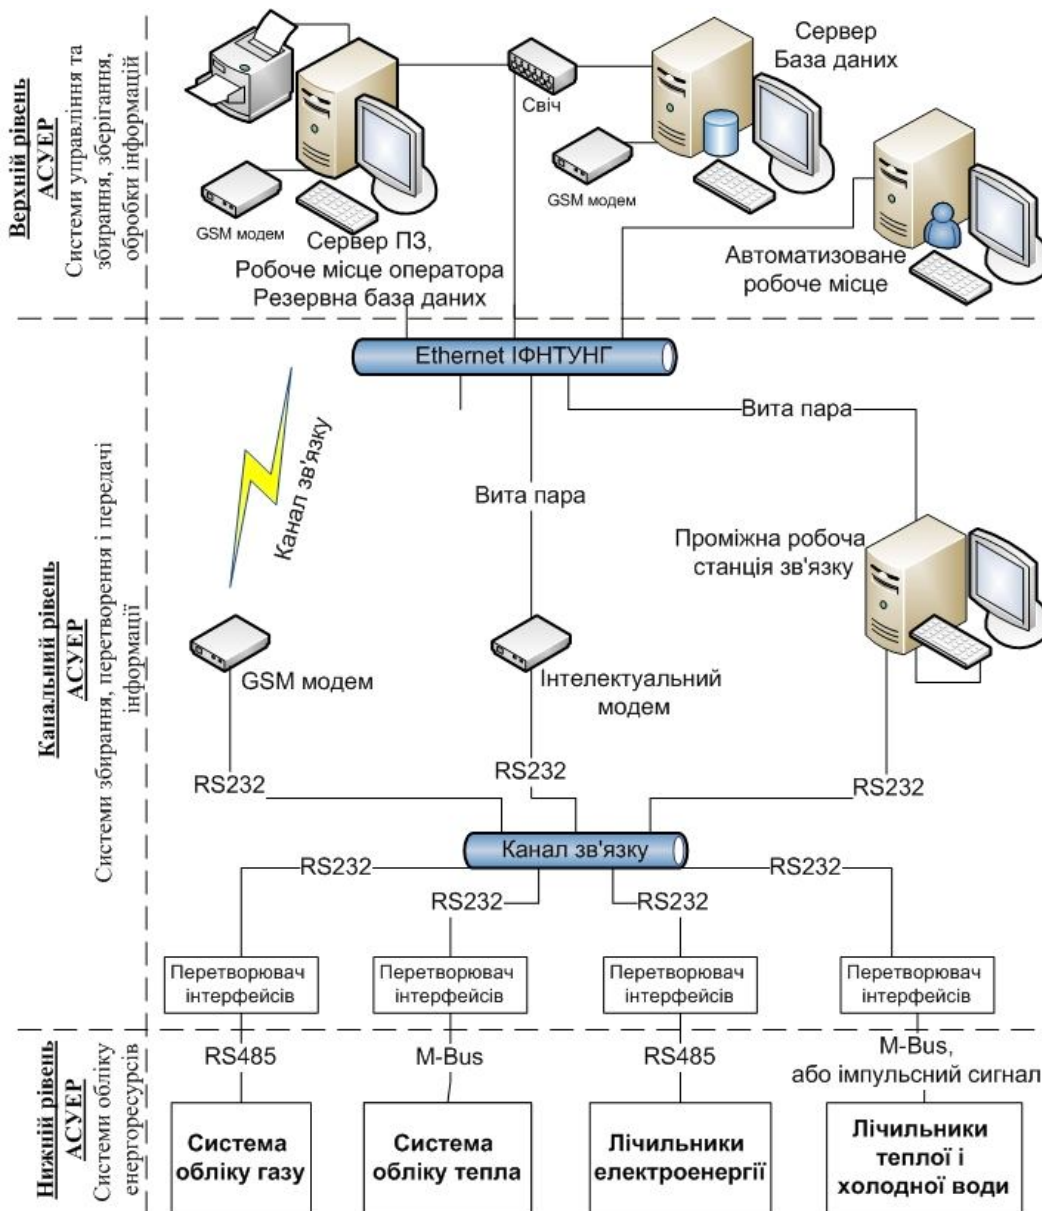 Верхній рівень
АСУЕР
Системи управління та
збирання, зберігання,
обробки інформацій
Свіч
Сервер
База даних
GSM модем
GSM модем
Сервер ПЗ,
Робоче місце оператора
Резервна база даних
Автоматизоване
робоче місце
Канальний рівень
АСУЕР
Системи збирання, перетворення і передачі
інформації
Ethernet ІФНТУНГ
Канал зв'язку
Вита пара
Вита пара
Проміжна робоча
станція зв'язку
GSM модем
Інтелектуальний
модем
RS232
RS232
RS232
Канал зв'язку
RS232
RS232
RS232
RS232
Перетворювач
інтерфейсів
Перетворювач
інтерфейсів
Перетворювач
інтерфейсів
Перетворювач
інтерфейсів
Нижній рівень
АСУЕР
Системи обліку
енергоресурсів
RS485
M-Bus
RS485
M-Bus,
або імпульсний сигнал
Система
обліку газу
Система
обліку тепла
Лічильники
електроенергії
Лічильники
теплої і
холодної води